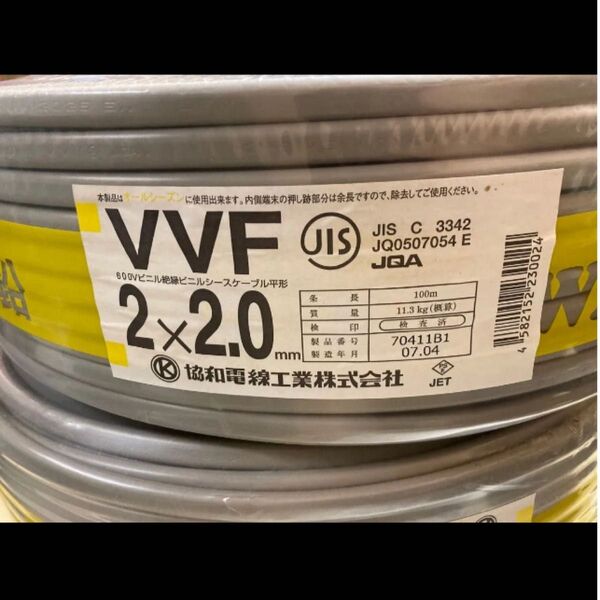 本製品はオールシーズンに使用出来ます。内側端末の押し跡部分は余長ですので、除去してご使用ください。
VVF
600Vビニル絶縁ビニルシースケーブル平形
2×2.0mm
JIS
JIS C 3342
JQ0507054 E
JQA
条長 100m
質量 11.3kg(概算)
検印 検査済
製品番号 70411B1
製造年月 07.04
K 協和電線工業株式会社
JET
4 582152 230024